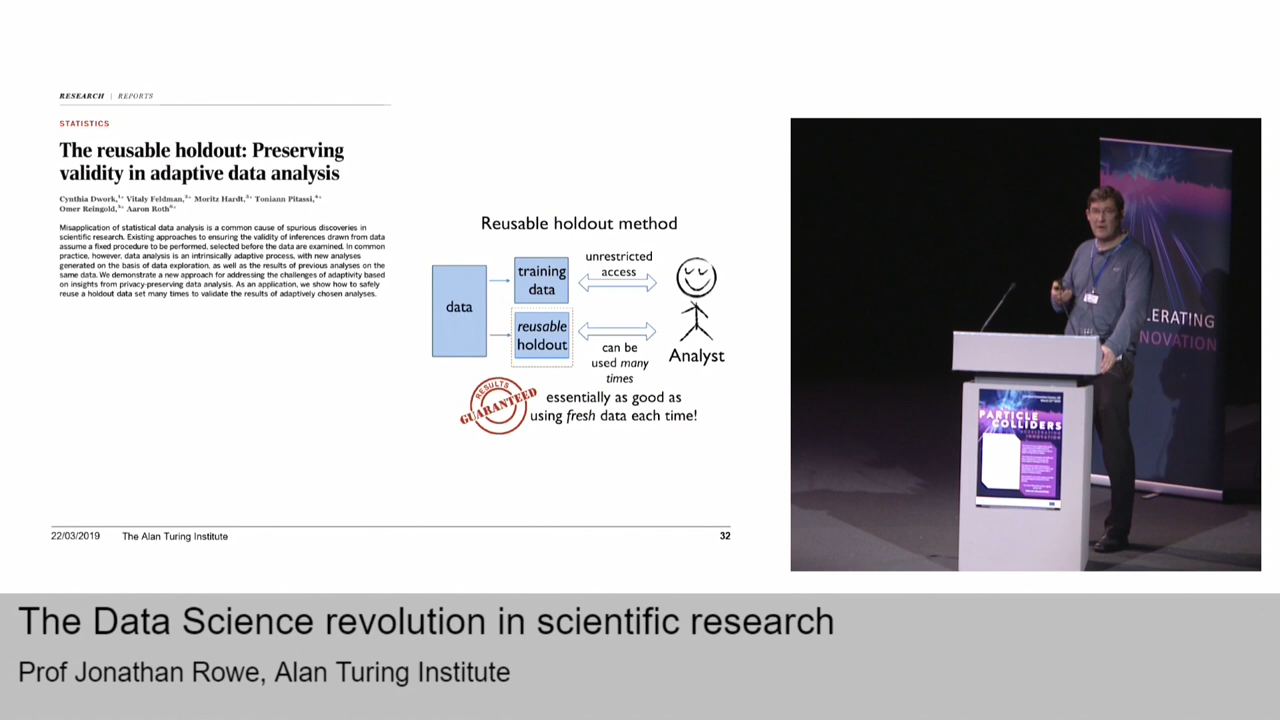 RESEARCH | REPORTS
STATISTICS
The reusable holdout: Preserving
validity in adaptive data analysis
Cynthia Dwork,¹* Vitaly Feldman,²* Moritz Hardt,³* Toniann Pitassi,⁴*
Omer Reingold,⁵* Aaron Roth⁶*
Misapplication of statistical data analysis is a common cause of spurious discoveries in
scientific research. Existing approaches to ensuring the validity of inferences drawn from data
assume a fixed procedure to be performed, selected before the data are examined. In common
practice, however, data analysis is an intrinsically adaptive process, with new analyses
generated on the basis of data exploration, as well as the results of previous analyses on the
same data. We demonstrate a new approach for addressing the challenges of adaptivity based
on insights from privacy-preserving data analysis. As an application, we show how to safely
reuse a holdout data set many times to validate the results of adaptively chosen analyses.
Reusable holdout method
data
training
data
reusable
holdout
unrestricted
access
can be
used many
times
Analyst
RESULTS
GUARANTEED
essentially as good as
using fresh data each time!
22/03/2019 The Alan Turing Institute 32
LERATING
NOVATION
PARTICLE
COLLIDERS
ACCELERATING
INNOVATION
The Data Science revolution in scientific research
Prof Jonathan Rowe, Alan Turing Institute